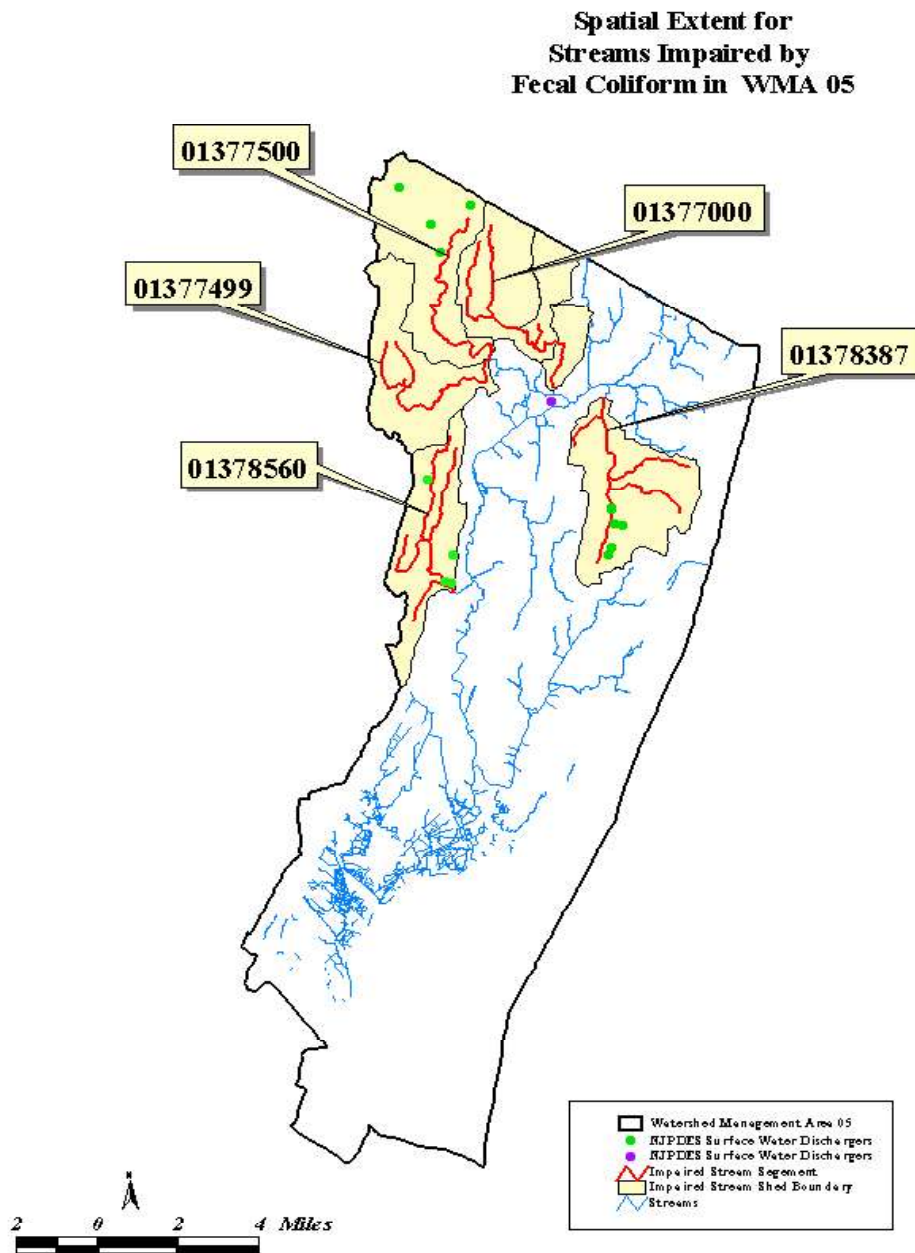 Spatial Extent for
Streams Impaired by
Fecal Coliform in WMA 05
01377500
01377000
01377499
01378387
01378560
Watershed Management Area 05
NJPDES Surface Water Dischargers
NJPDES Surface Water Dischargers
Impaired Stream Segement
Impaired Stream Shed Boundary
Streams
N
2 0 2 4 Miles